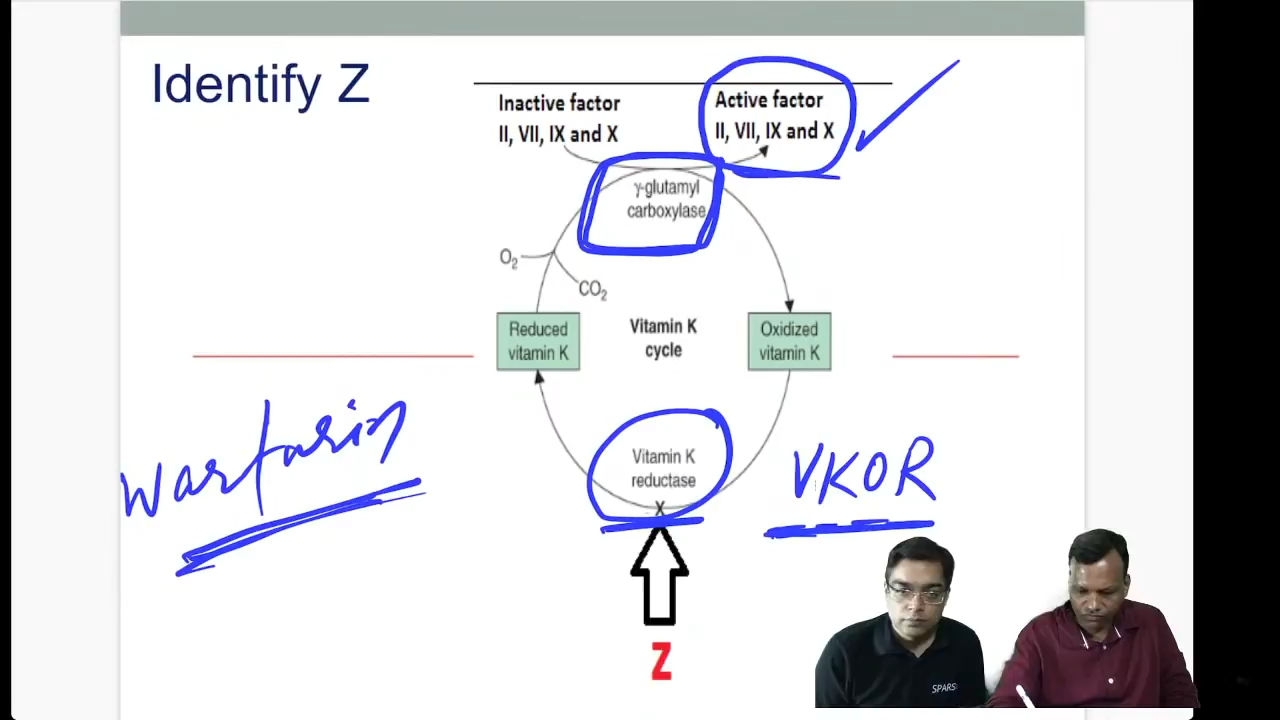 Identify Z
Inactive factor
II, VII, IX and X
Active factor
II, VII, IX and X
γ-glutamyl
carboxylase
O2
CO2
Reduced
vitamin K
Vitamin K
cycle
Oxidized
vitamin K
Warfarin
Vitamin K
reductase
X
VKOR
Z
SPARS